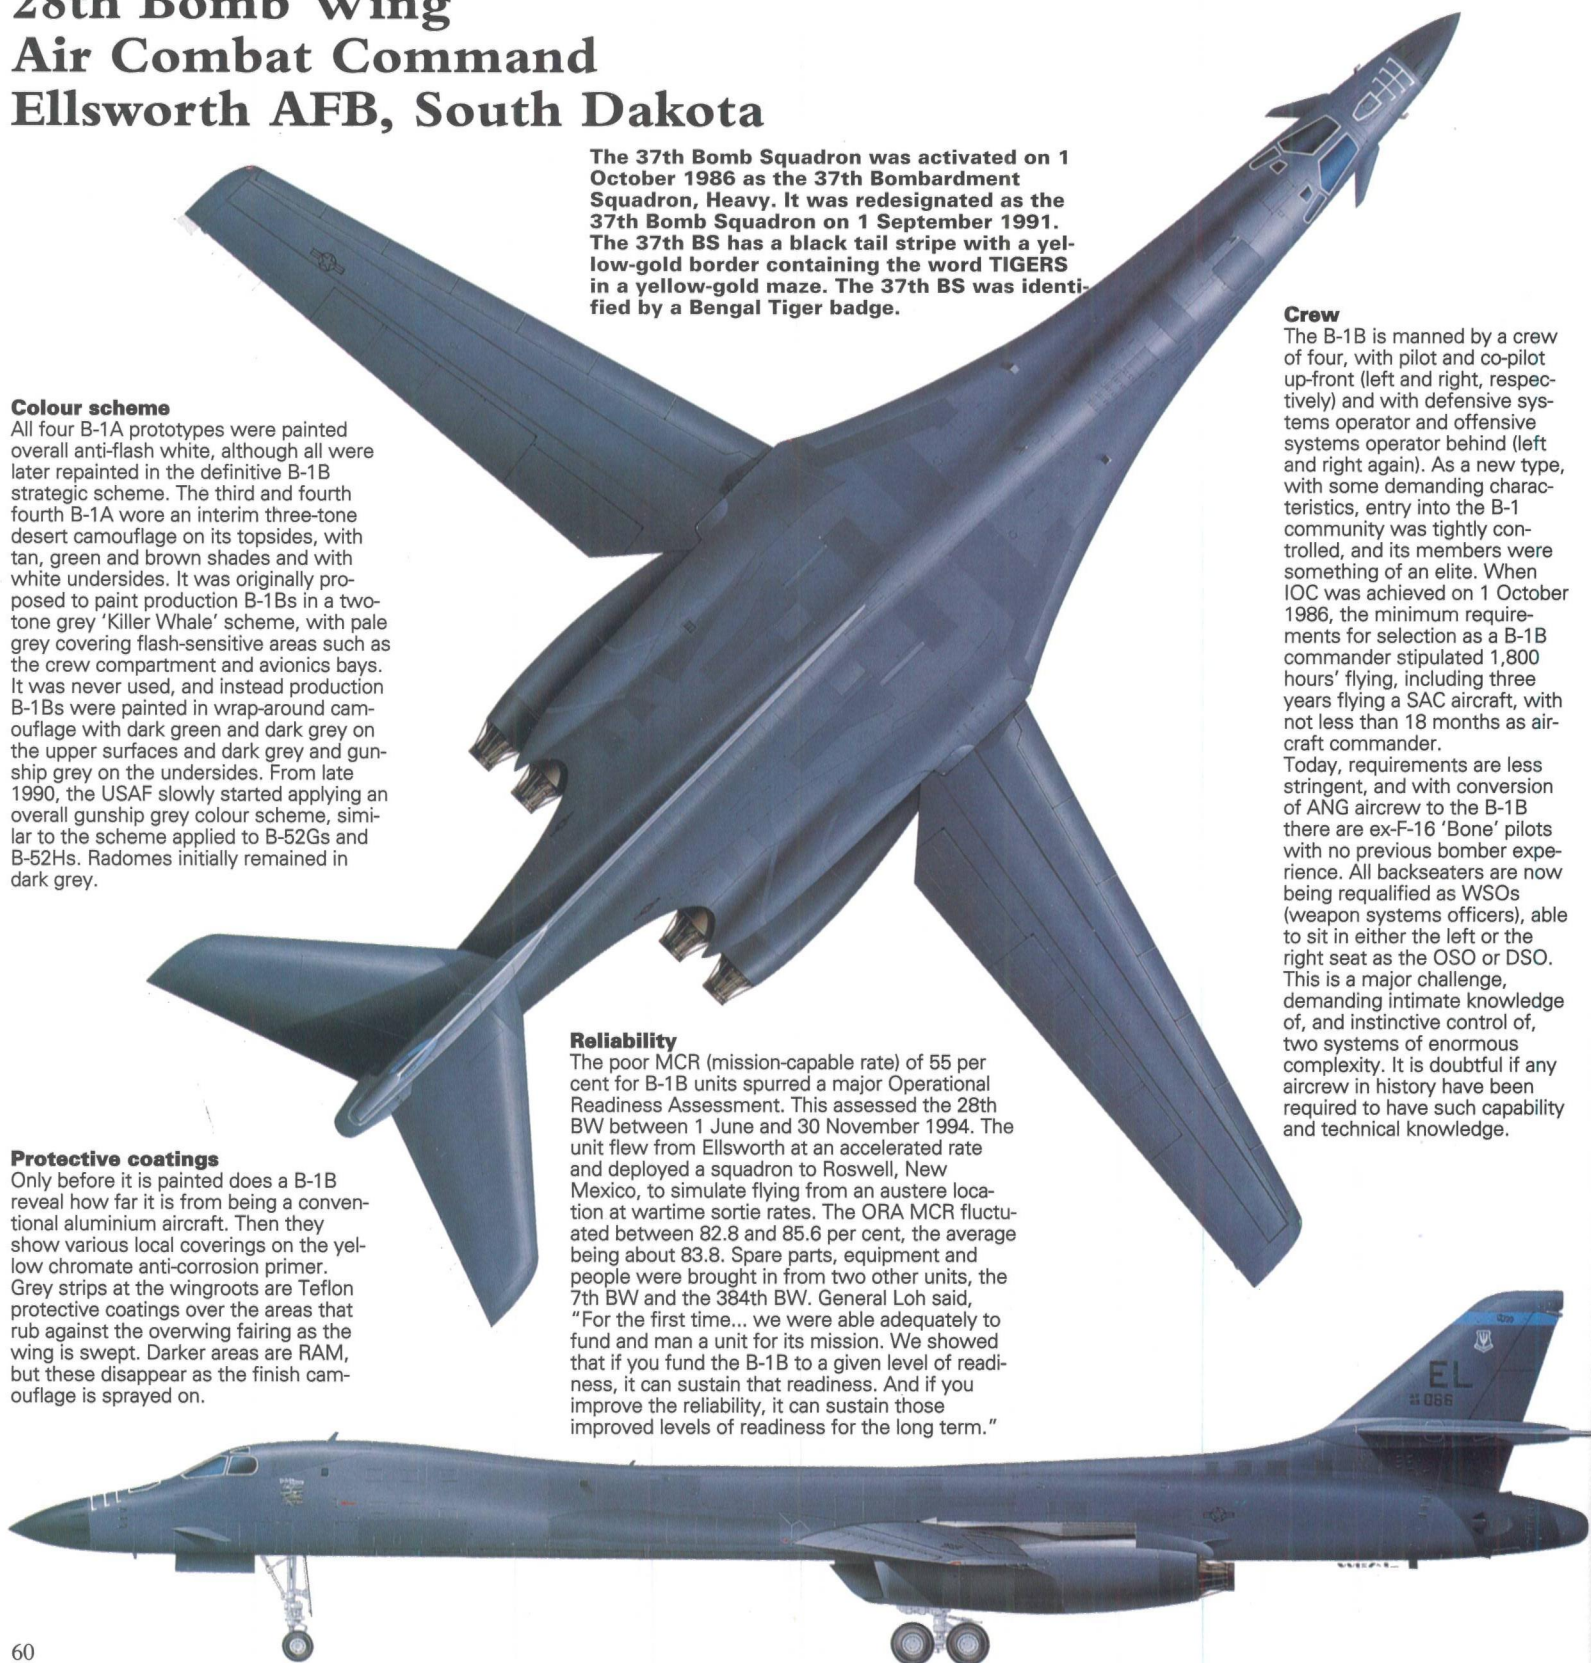 28th Bomb Wing
Air Combat Command
Ellsworth AFB, South Dakota
The 37th Bomb Squadron was activated on 1
October 1986 as the 37th Bombardment
Squadron, Heavy. It was redesignated as the
37th Bomb Squadron on 1 September 1991.
The 37th BS has a black tail stripe with a yel-
low-gold border containing the word TIGERS
in a yellow-gold maze. The 37th BS was identi-
fied by a Bengal Tiger badge.
Colour scheme
All four B-1A prototypes were painted
overall anti-flash white, although all were
later repainted in the definitive B-1B
strategic scheme. The third and fourth
fourth B-1A wore an interim three-tone
desert camouflage on its topsides, with
tan, green and brown shades and with
white undersides. It was originally pro-
posed to paint production B-1Bs in a two-
tone grey 'Killer Whale' scheme, with pale
grey covering flash-sensitive areas such as
the crew compartment and avionics bays.
It was never used, and instead production
B-1Bs were painted in wrap-around cam-
ouflage with dark green and dark grey on
the upper surfaces and dark grey and gun-
ship grey on the undersides. From late
1990, the USAF slowly started applying an
overall gunship grey colour scheme, simi-
lar to the scheme applied to B-52Gs and
B-52Hs. Radomes initially remained in
dark grey.
Protective coatings
Only before it is painted does a B-1B
reveal how far it is from being a conven-
tional aluminium aircraft. Then they
show various local coverings on the yel-
low chromate anti-corrosion primer.
Grey strips at the wingroots are Teflon
protective coatings over the areas that
rub against the overwing fairing as the
wing is swept. Darker areas are RAM,
but these disappear as the finish cam-
ouflage is sprayed on.
Reliability
The poor MCR (mission-capable rate) of 55 per
cent for B-1B units spurred a major Operational
Readiness Assessment. This assessed the 28th
BW between 1 June and 30 November 1994. The
unit flew from Ellsworth at an accelerated rate
and deployed a squadron to Roswell, New
Mexico, to simulate flying from an austere loca-
tion at wartime sortie rates. The ORA MCR fluctu-
ated between 82.8 and 85.6 per cent, the average
being about 83.8. Spare parts, equipment and
people were brought in from two other units, the
7th BW and the 384th BW. General Loh said,
"For the first time... we were able adequately to
fund and man a unit for its mission. We showed
that if you fund the B-1B to a given level of readi-
ness, it can sustain that readiness. And if you
improve the reliability, it can sustain those
improved levels of readiness for the long term."
Crew
The B-1B is manned by a crew
of four, with pilot and co-pilot
up-front (left and right, respec-
tively) and with defensive sys-
tems operator and offensive
systems operator behind (left
and right again). As a new type,
with some demanding charac-
teristics, entry into the B-1
community was tightly con-
trolled, and its members were
something of an elite. When
IOC was achieved on 1 October
1986, the minimum require-
ments for selection as a B-1B
commander stipulated 1,800
hours' flying, including three
years flying a SAC aircraft, with
not less than 18 months as air-
craft commander.
Today, requirements are less
stringent, and with conversion
of ANG aircrew to the B-1B
there are ex-F-16 'Bone' pilots
with no previous bomber expe-
rience. All backseaters are now
being requalified as WSOs
(weapon systems officers), able
to sit in either the left or the
right seat as the OSO or DSO.
This is a major challenge,
demanding intimate knowledge
of, and instinctive control of,
two systems of enormous
complexity. It is doubtful if any
aircrew in history have been
required to have such capability
and technical knowledge.
EL
086
60